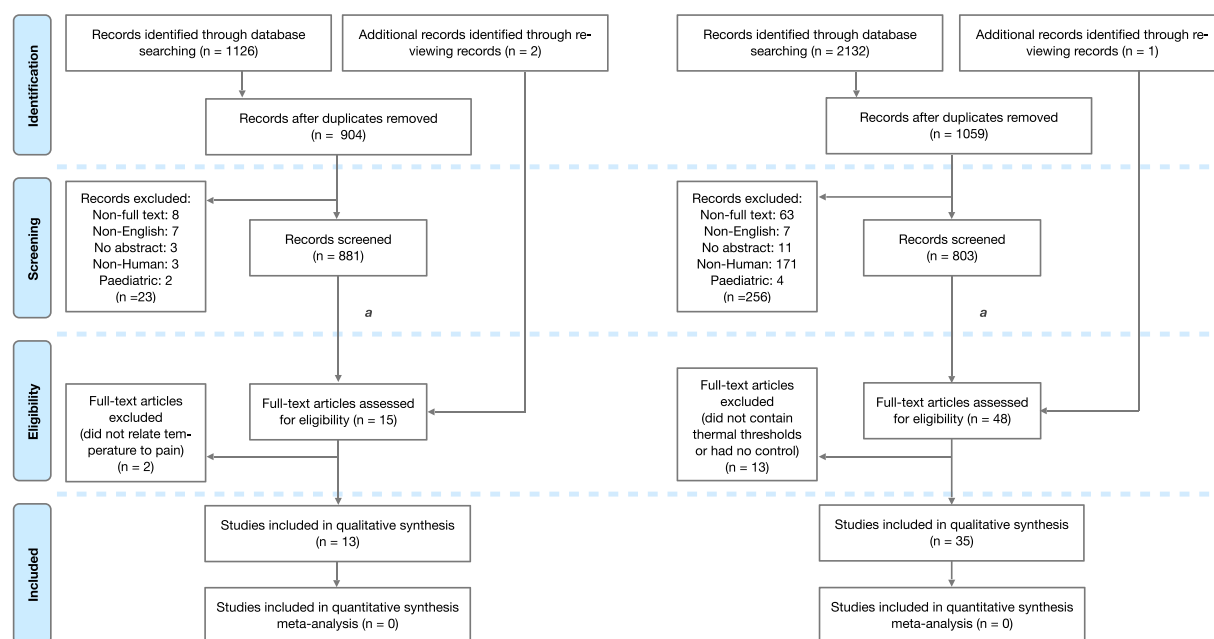 Identification
Records identified through database
searching (n = 1126)
Additional records identified through re-
viewing records (n = 2)
Records after duplicates removed
(n = 904)
Records identified through database
searching (n = 2132)
Additional records identified through re-
viewing records (n = 1)
Records after duplicates removed
(n = 1059)
Screening
Records excluded:
Non-full text: 8
Non-English: 7
No abstract: 3
Non-Human: 3
Paediatric: 2
(n =23)
Records screened
(n = 881)
a
Records excluded:
Non-full text: 63
Non-English: 7
No abstract: 11
Non-Human: 171
Paediatric: 4
(n =256)
Records screened
(n = 803)
a
Eligibility
Full-text articles
excluded
(did not relate tem-
perature to pain)
(n = 2)
Full-text articles assessed
for eligibility (n = 15)
Full-text articles
excluded
(did not contain
thermal thresholds
or had no control)
(n = 13)
Full-text articles assessed
for eligibility (n = 48)
Included
Studies included in qualitative synthesis
(n = 13)
Studies included in quantitative synthesis
meta-analysis (n = 0)
Studies included in qualitative synthesis
(n = 35)
Studies included in quantitative synthesis
meta-analysis (n = 0)